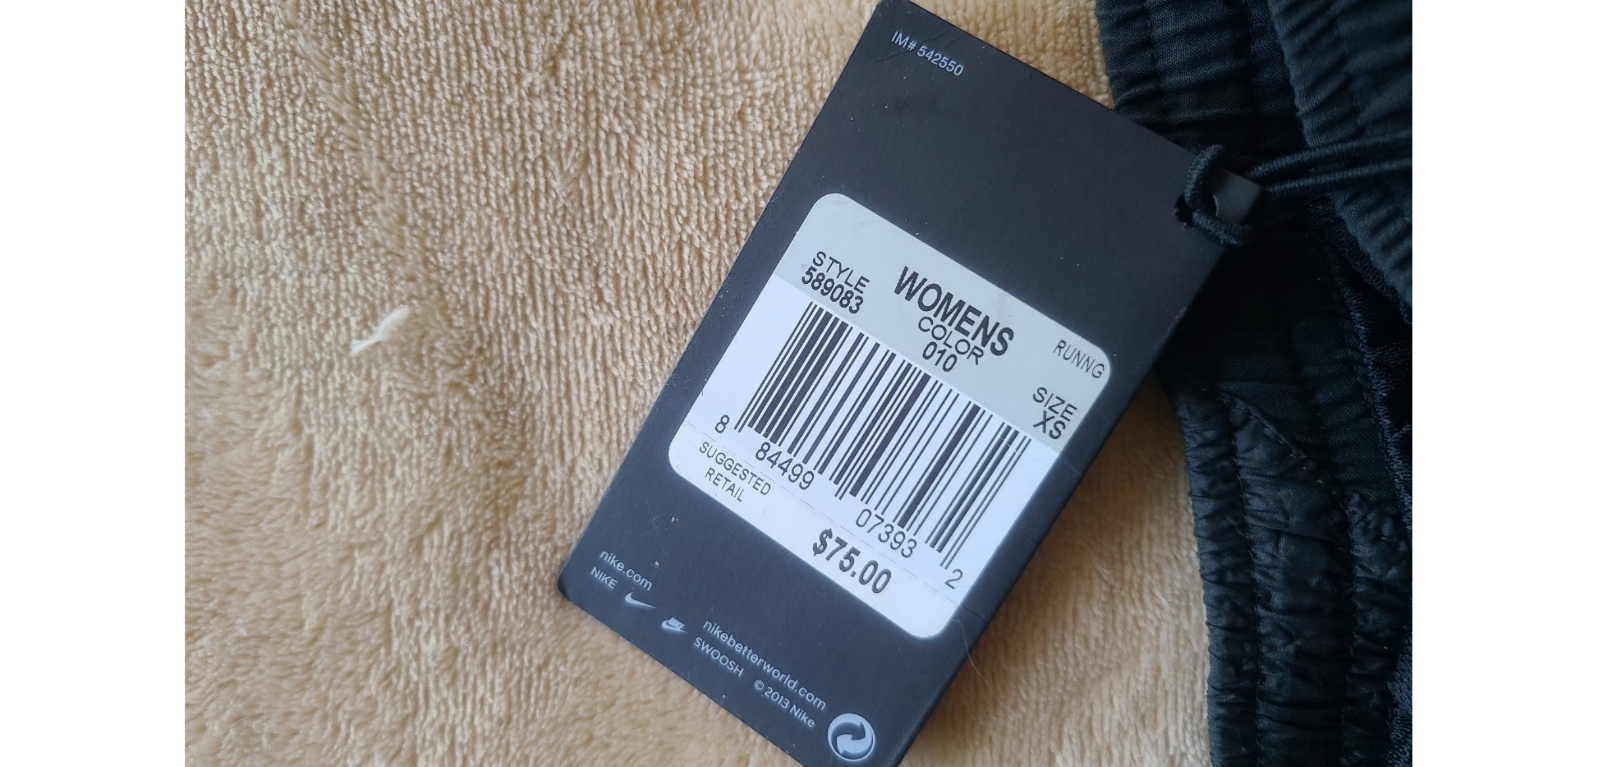 IM# 542550
STYLE
589083
WOMENS
COLOR
010
RUNNG
SIZE
XS
8 84499 07393 2
SUGGESTED
RETAIL
$75.00
nike.com
NIKE
nikebetterworld.com
SWOOSH © 2013 Nike